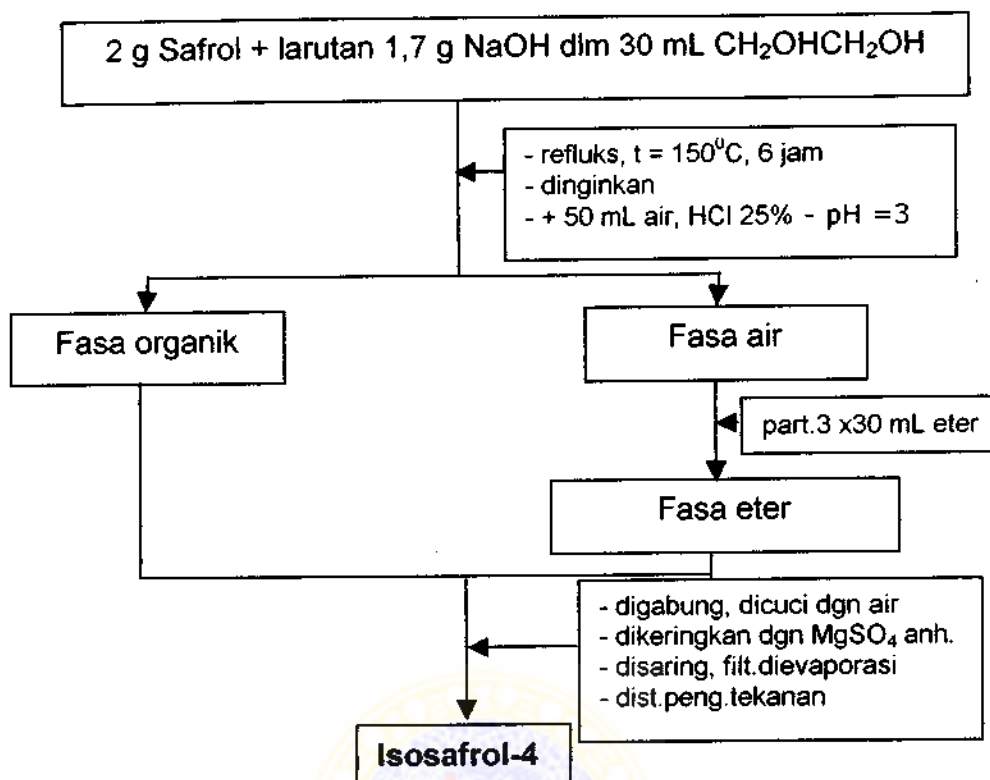 2 g Safrol + larutan 1,7 g NaOH dlm 30 mL CH₂OHCH₂OH
- refluks, t = 150⁰C, 6 jam
- dinginkan
- + 50 mL air, HCl 25% - pH =3
Fasa organik
Fasa air
part.3 x30 mL eter
Fasa eter
- digabung, dicuci dgn air
- dikeringkan dgn MgSO₄ anh.
- disaring, filt.dievaporasi
- dist.peng.tekanan
Isosafrol-4